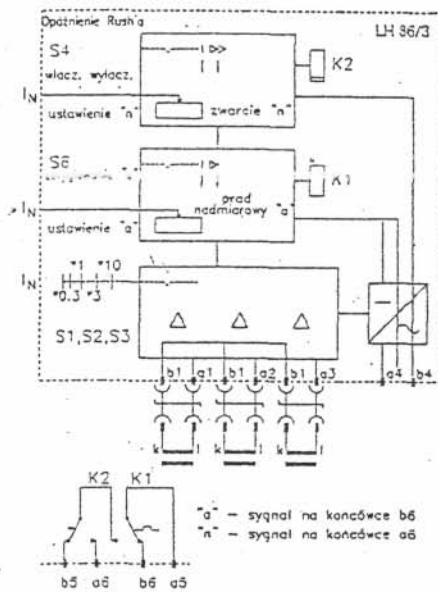 Opóźnienie Rush'a
LH 86/3
S4
K2
włącz. wyłącz.
I_N
ustawienie "n"
zwarcie "n"
S6
K1
prąd
nadmiarowy "a"
I_N
ustawienie "a"
I_N
*1 *10
*0.3 *3
S1,S2,S3
b1 a1 b1 a2 b1 a3
a4 b4
k l k l k l
K2 K1
"a" – sygnał na końcówce b6
"n" – sygnał na końcówce a6
b5 a6 b6 a5